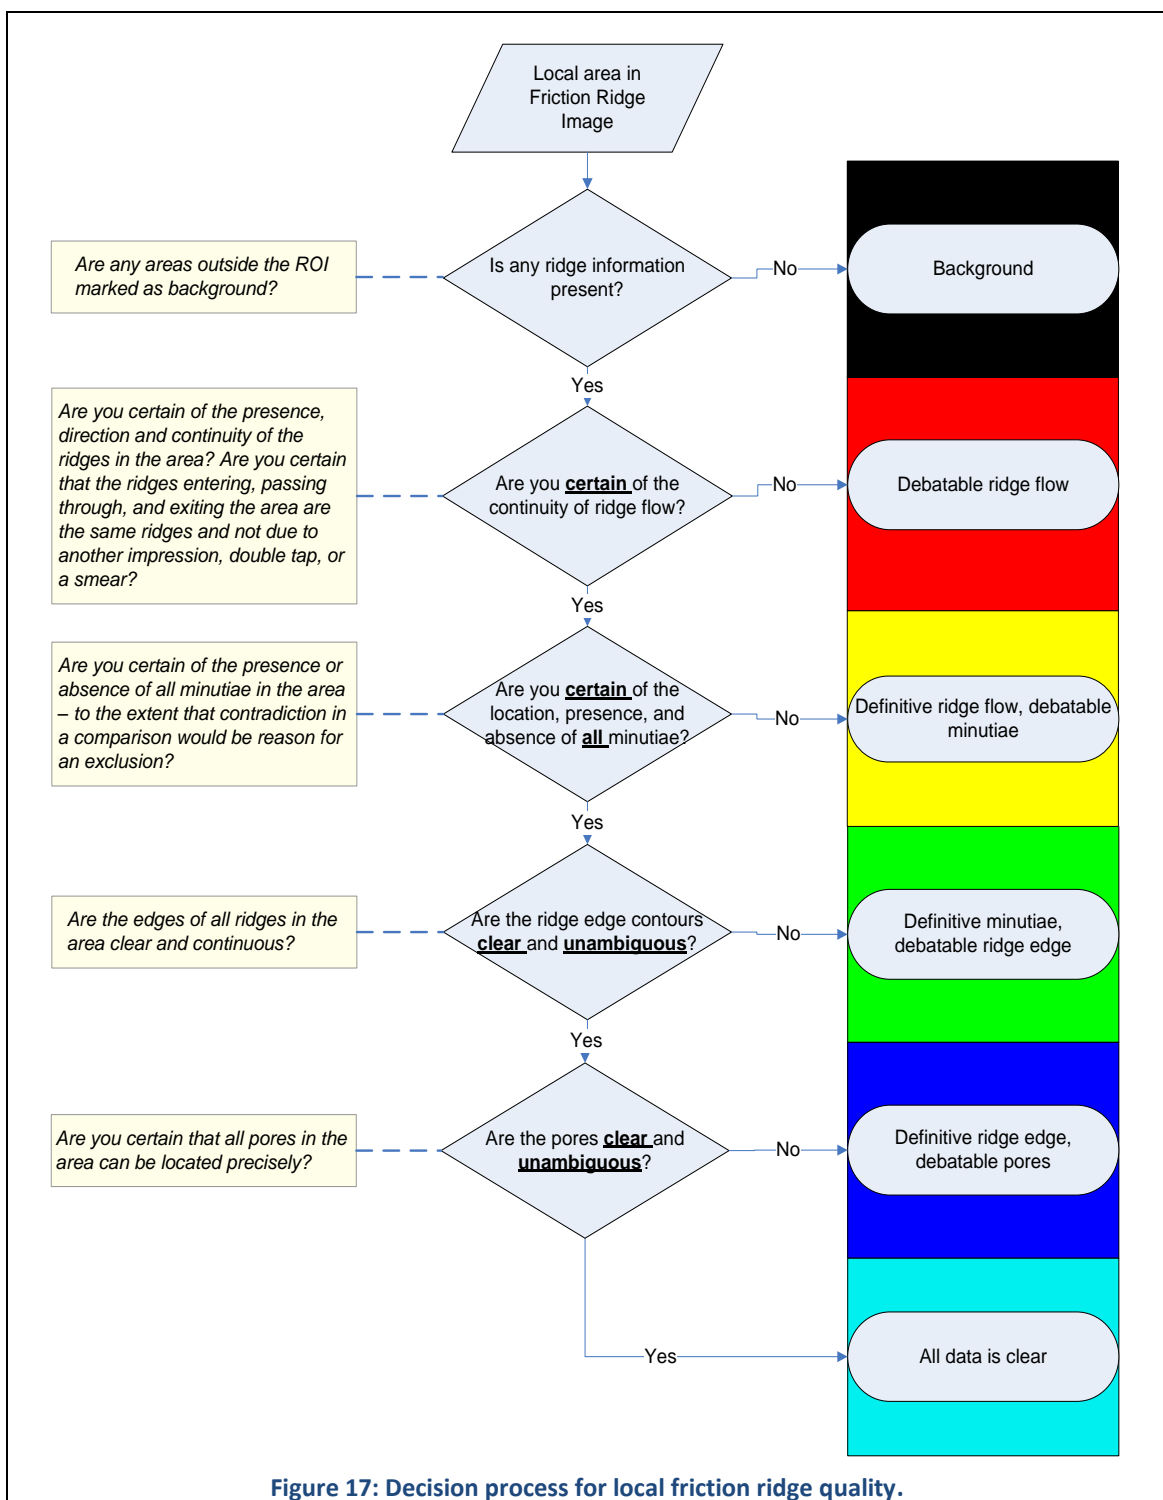 Local area in
Friction Ridge
Image
Are any areas outside the ROI
marked as background?
Is any ridge information
present?
No
Background
Yes
Are you certain of the presence,
direction and continuity of the
ridges in the area? Are you certain
that the ridges entering, passing
through, and exiting the area are
the same ridges and not due to
another impression, double tap, or
a smear?
Are you certain of the
continuity of ridge flow?
No
Debatable ridge flow
Yes
Are you certain of the presence or
absence of all minutiae in the area
– to the extent that contradiction in
a comparison would be reason for
an exclusion?
Are you certain of the
location, presence, and
absence of all minutiae?
No
Definitive ridge flow, debatable
minutiae
Yes
Are the edges of all ridges in the
area clear and continuous?
Are the ridge edge contours
clear and unambiguous?
No
Definitive minutiae,
debatable ridge edge
Yes
Are you certain that all pores in the
area can be located precisely?
Are the pores clear and
unambiguous?
No
Definitive ridge edge,
debatable pores
Yes
All data is clear
Figure 17: Decision process for local friction ridge quality.